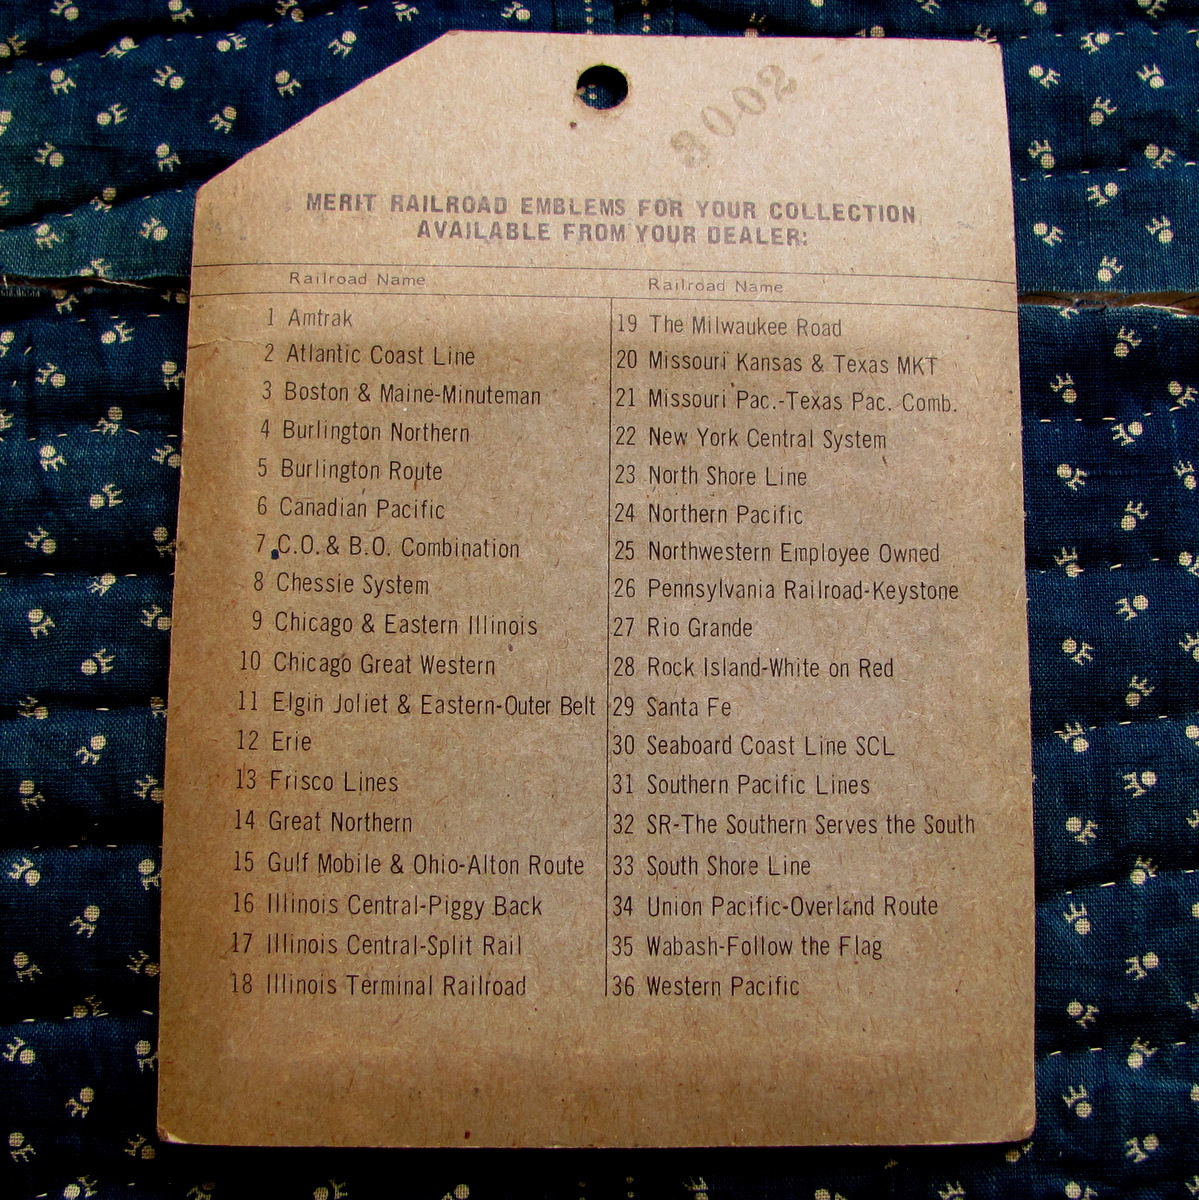 3002
MERIT RAILROAD EMBLEMS FOR YOUR COLLECTION
AVAILABLE FROM YOUR DEALER:
Railroad Name
1 Amtrak
2 Atlantic Coast Line
3 Boston & Maine-Minuteman
4 Burlington Northern
5 Burlington Route
6 Canadian Pacific
7 C.O. & B.O. Combination
8 Chessie System
9 Chicago & Eastern Illinois
10 Chicago Great Western
11 Elgin Joliet & Eastern-Outer Belt
12 Erie
13 Frisco Lines
14 Great Northern
15 Gulf Mobile & Ohio-Alton Route
16 Illinois Central-Piggy Back
17 Illinois Central-Split Rail
18 Illinois Terminal Railroad
Railroad Name
19 The Milwaukee Road
20 Missouri Kansas & Texas MKT
21 Missouri Pac.-Texas Pac. Comb.
22 New York Central System
23 North Shore Line
24 Northern Pacific
25 Northwestern Employee Owned
26 Pennsylvania Railroad-Keystone
27 Rio Grande
28 Rock Island-White on Red
29 Santa Fe
30 Seaboard Coast Line SCL
31 Southern Pacific Lines
32 SR-The Southern Serves the South
33 South Shore Line
34 Union Pacific-Overland Route
35 Wabash-Follow the Flag
36 Western Pacific